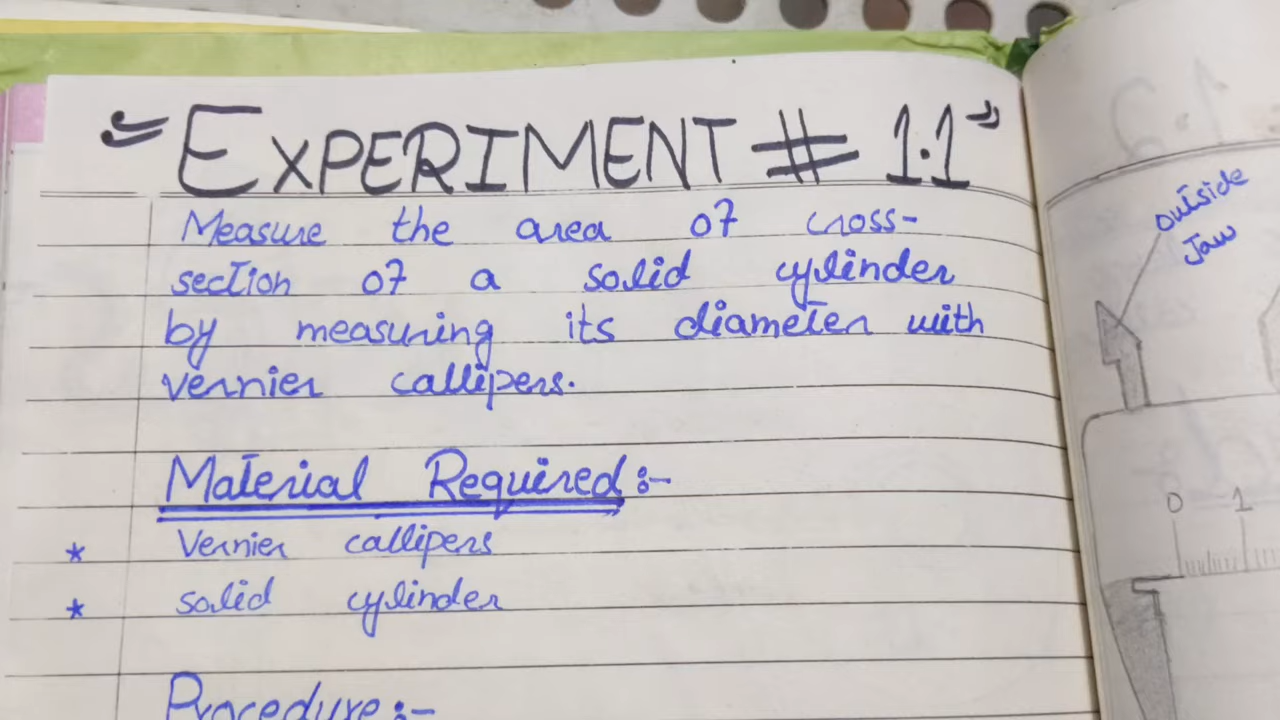 "EXPERIMENT # 1.1"
Measure the area of cross-
section of a solid cylinder
by measuring its diameter with
vernier callipers.
Material Required:-
* Vernier callipers
* solid cylinder
Procedure:-
outside
Jaw
0 1